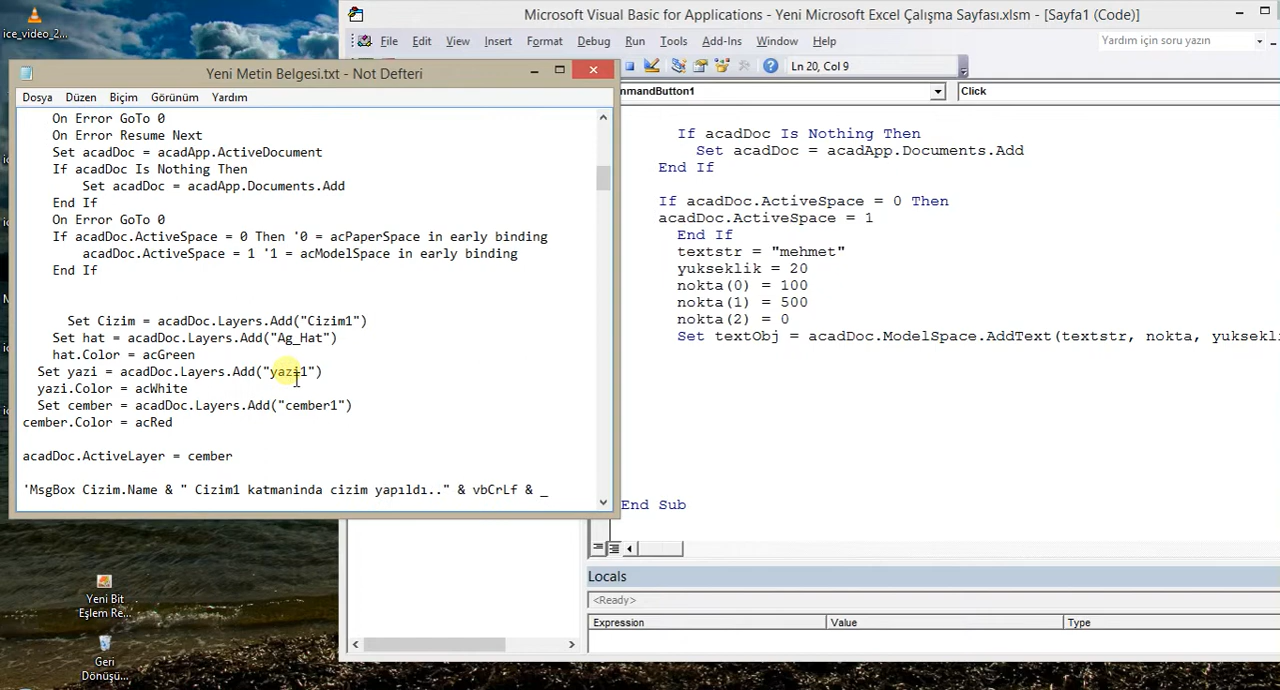 ice_video_2...
Microsoft Visual Basic for Applications - Yeni Microsoft Excel Çalışma Sayfası.xlsm - [Sayfa1 (Code)]
File Edit View Insert Format Debug Run Tools Add-Ins Window Help
Yardım için soru yazın
Ln 20, Col 9
mmandButton1
Click
If acadDoc Is Nothing Then
Set acadDoc = acadApp.Documents.Add
End If
If acadDoc.ActiveSpace = 0 Then
acadDoc.ActiveSpace = 1
End If
textstr = "mehmet"
yukseklik = 20
nokta(0) = 100
nokta(1) = 500
nokta(2) = 0
Set textObj = acadDoc.ModelSpace.AddText(textstr, nokta, yuksekli
End Sub
Locals
<Ready>
Expression Value Type
Yeni Metin Belgesi.txt - Not Defteri
Dosya Düzen Biçim Görünüm Yardım
On Error GoTo 0
On Error Resume Next
Set acadDoc = acadApp.ActiveDocument
If acadDoc Is Nothing Then
Set acadDoc = acadApp.Documents.Add
End If
On Error GoTo 0
If acadDoc.ActiveSpace = 0 Then '0 = acPaperSpace in early binding
acadDoc.ActiveSpace = 1 '1 = acModelSpace in early binding
End If
Set Cizim = acadDoc.Layers.Add("Cizim1")
Set hat = acadDoc.Layers.Add("Ag_Hat")
hat.Color = acGreen
Set yazi = acadDoc.Layers.Add("yazi1")
yazi.Color = acWhite
Set cember = acadDoc.Layers.Add("cember1")
cember.Color = acRed
acadDoc.ActiveLayer = cember
'MsgBox Cizim.Name & " Cizim1 katmaninda cizim yapıldı.." & vbCrLf & _
Yeni Bit
Eşlem Re...
Geri
Dönüşü...